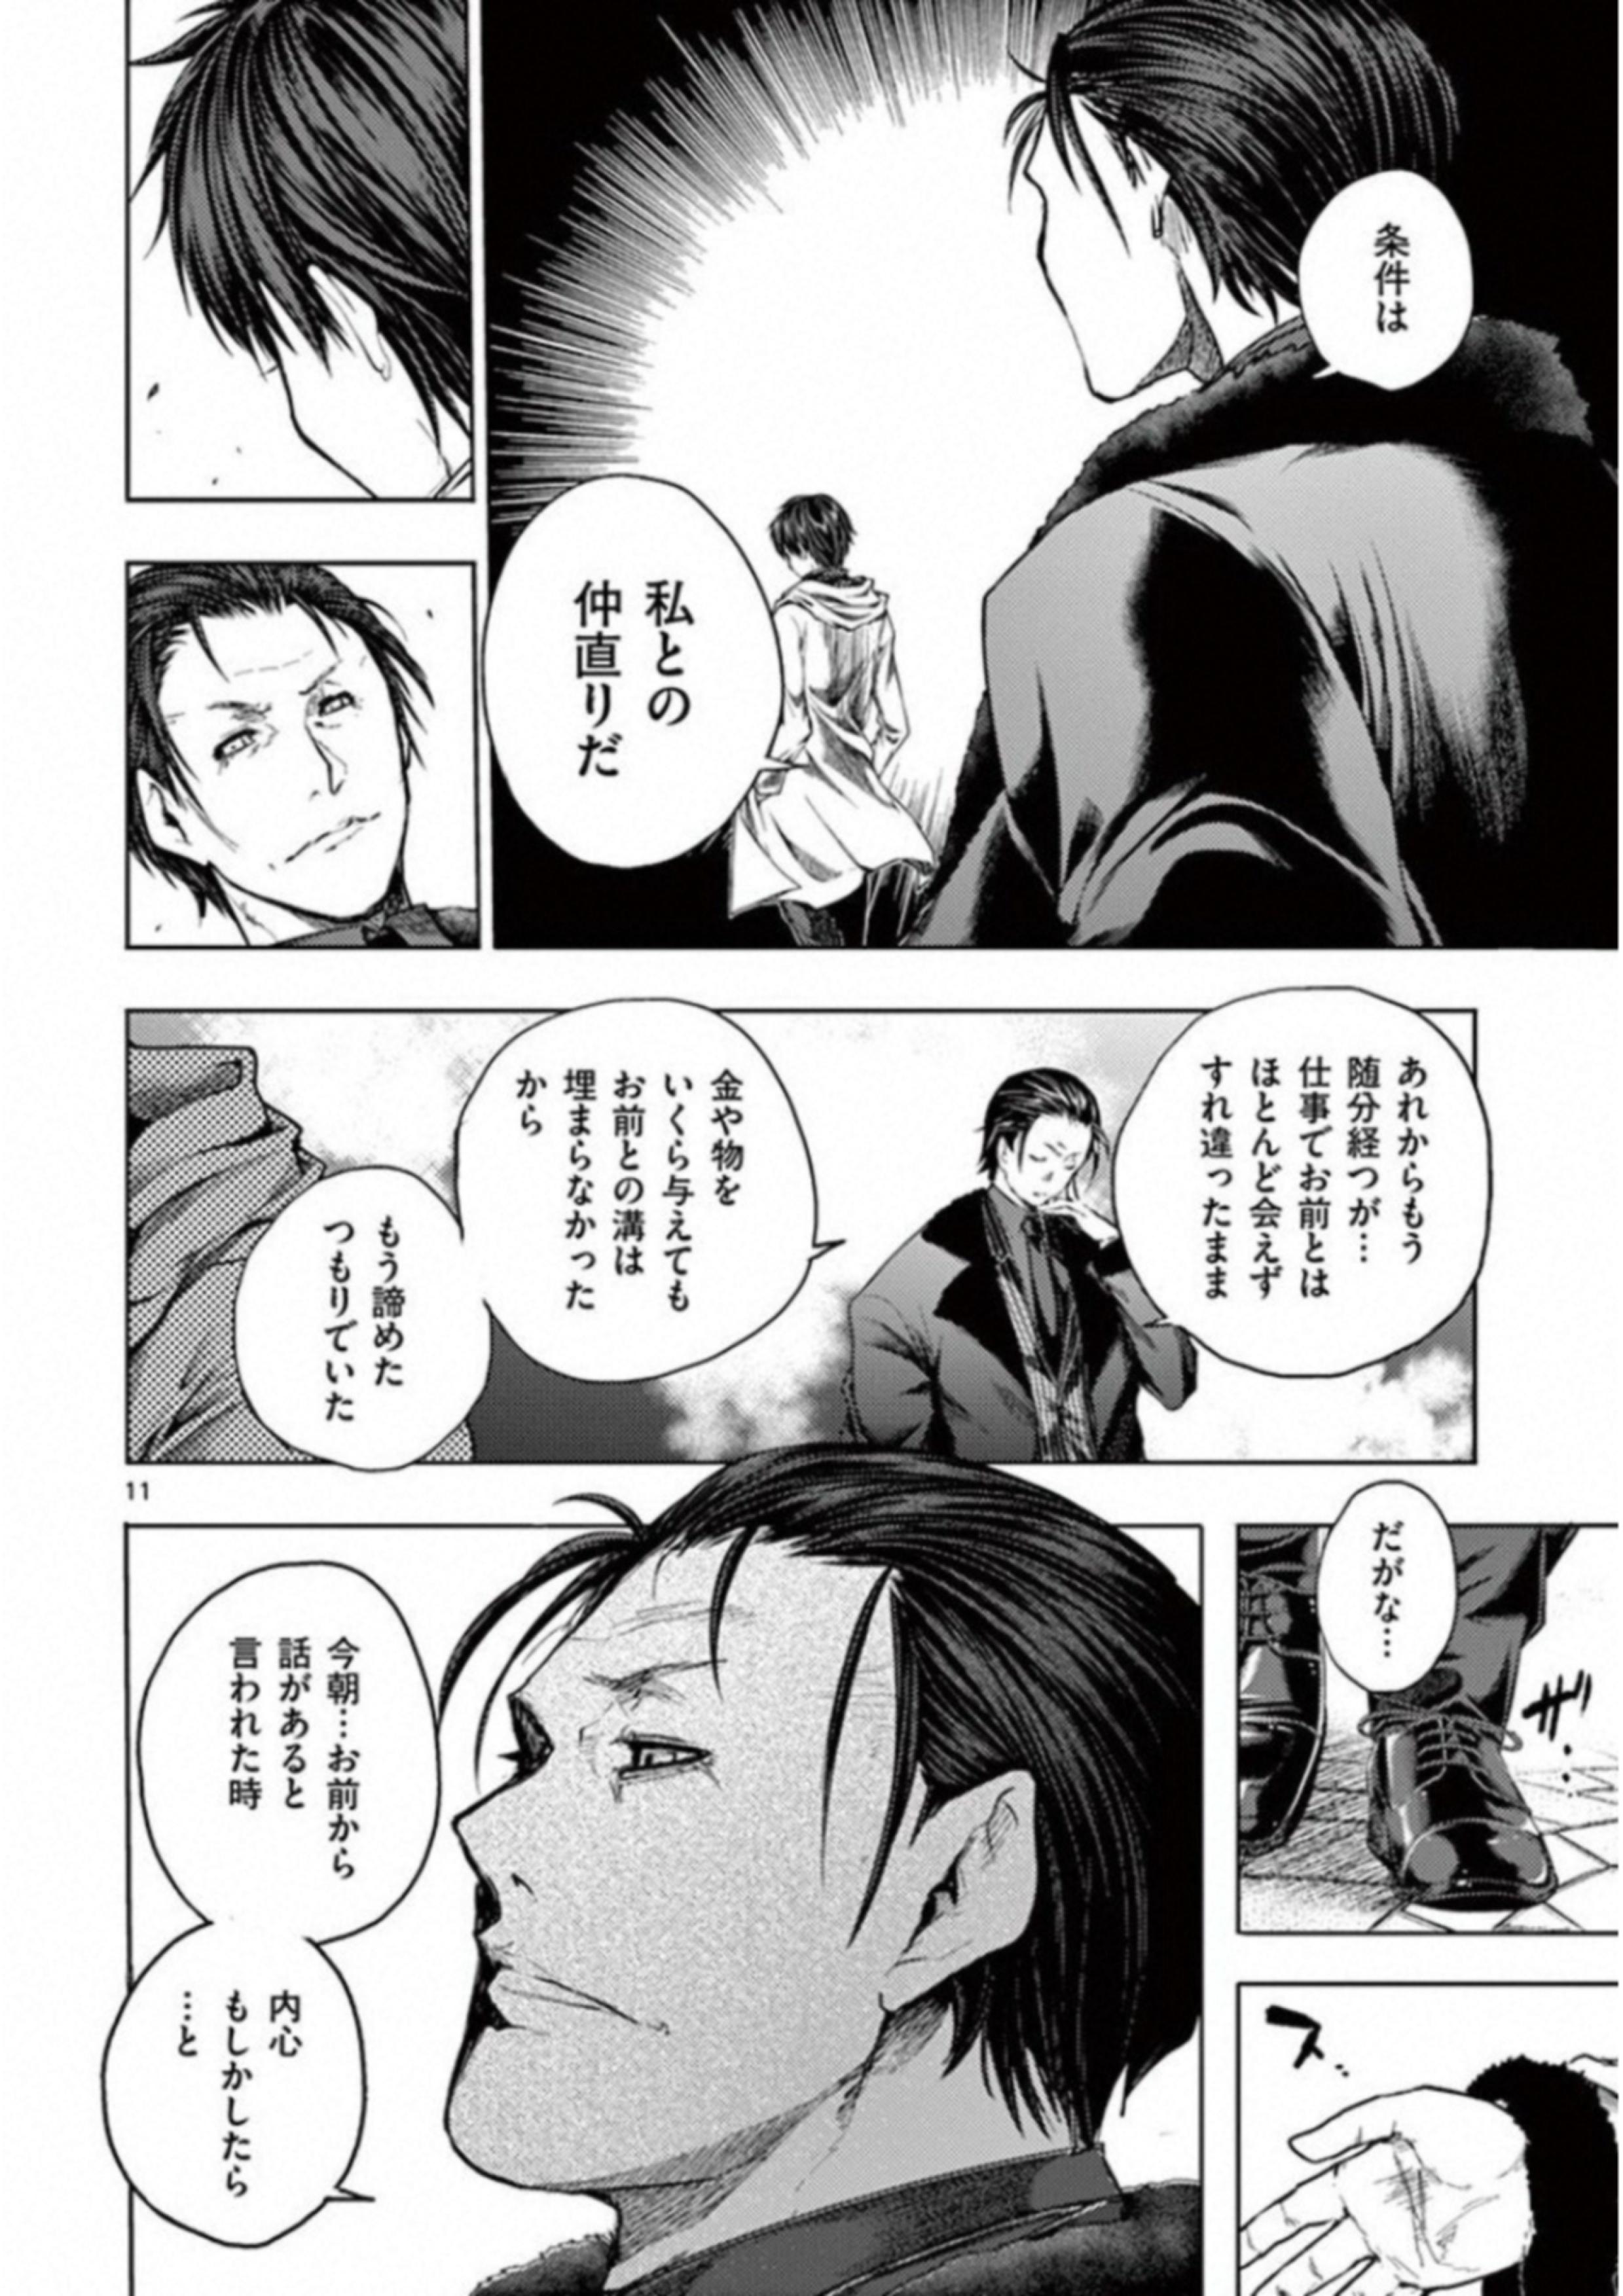 条件は
私との
仲直りだ
あれからもう
随分経つが…
仕事でお前とは
ほとんど会えず
すれ違ったまま
金や物を
いくら与えても
お前との溝は
埋まらなかった
から
もう諦めた
つもりでいた
11
だがな…
ザッ…
ス…
今朝…お前から
話があると
言われた時
内心
もしかしたら
…と